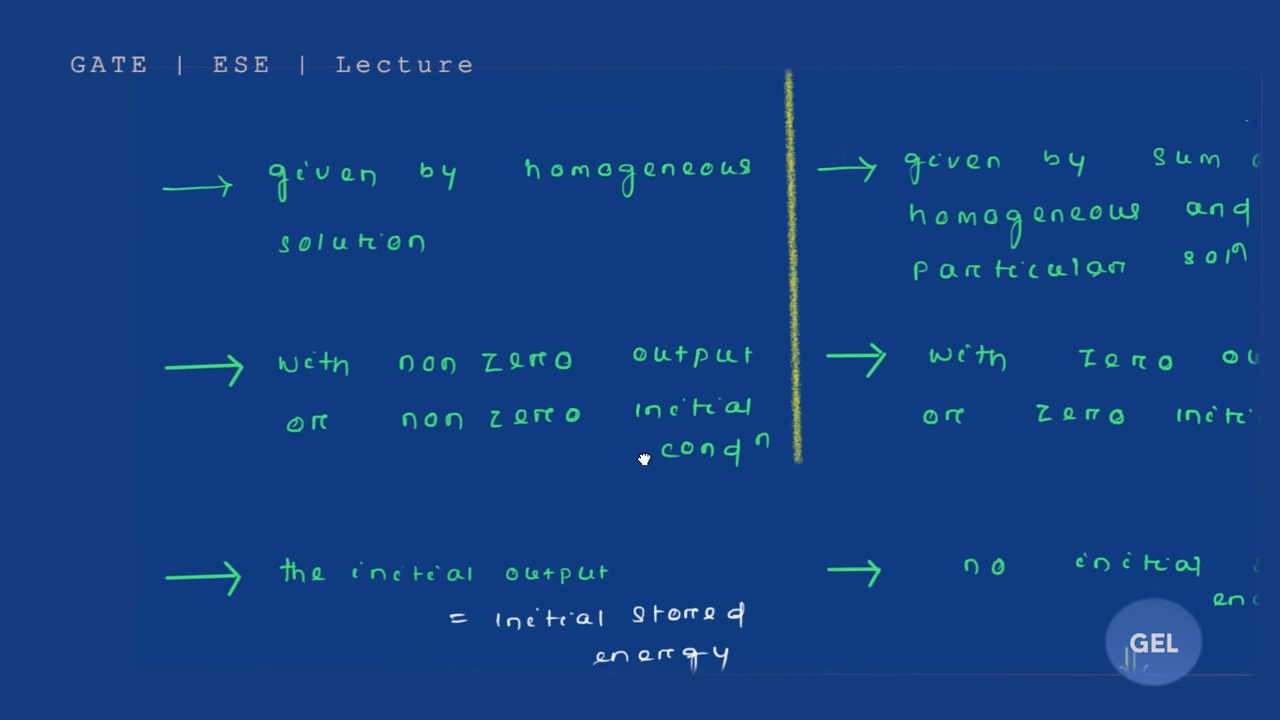 GATE | ESE | Lecture
→ given by homogeneous
solution
→ with non zero output
or non zero initial
condⁿ
→ the initial output
= initial stored
energy
→ given by sum
homogeneous and
particular solⁿ
→ with zero
or zero
→ no initial
GEL